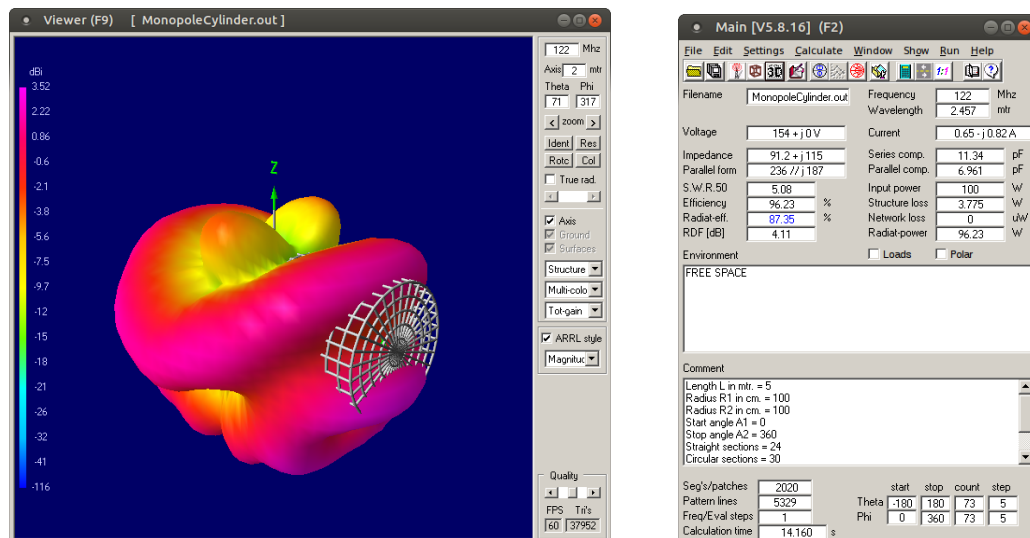 Viewer (F9) [ MonopoleCylinder.out ]
dBi
3.52
2.22
0.86
-0.6
-2.1
-3.8
-5.6
-7.5
-9.7
-12
-15
-18
-21
-26
-32
-41
-116
Z
122 Mhz
Axis 2 mtr
Theta Phi
71 317
< zoom >
Ident Res
Rotc Col
True rad.
Axis
Ground
Surfaces
Structure
Multi-colo
Tot-gain
ARRL style
Magnituc
Quality
FPS Tri's
60 37952
Main [V5.8.16] (F2)
File Edit Settings Calculate Window Show Run Help
3D 1:1
Filename MonopoleCylinder.out Frequency 122 Mhz
Wavelength 2.457 mtr
Voltage 154 + j 0 V Current 0.65 - j 0.82 A
Impedance 91.2 + j 115 Series comp. 11.34 pF
Parallel form 236 // j 187 Parallel comp. 6.961 pF
S.W.R.50 5.08 Input power 100 W
Efficiency 96.23 % Structure loss 3.775 W
Radiat-eff. 87.35 % Network loss 0 uW
RDF [dB] 4.11 Radiat-power 96.23 W
Environment Loads Polar
FREE SPACE
Comment
Length L in mtr. = 5
Radius R1 in cm. = 100
Radius R2 in cm. = 100
Start angle A1 = 0
Stop angle A2 = 360
Straight sections = 24
Circular sections = 30
Seg's/patches 2020 start stop count step
Pattern lines 5329 Theta -180 180 73 5
Freq/Eval steps 1 Phi 0 360 73 5
Calculation time 14.160 s